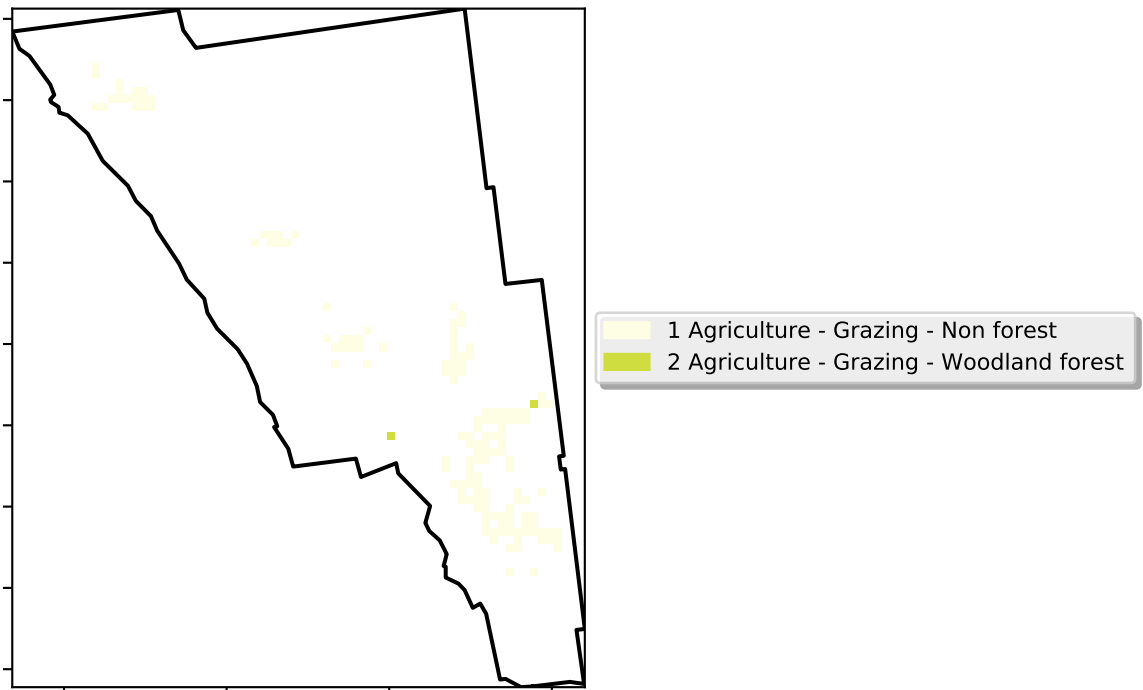 1 Agriculture - Grazing - Non forest
2 Agriculture - Grazing - Woodland forest